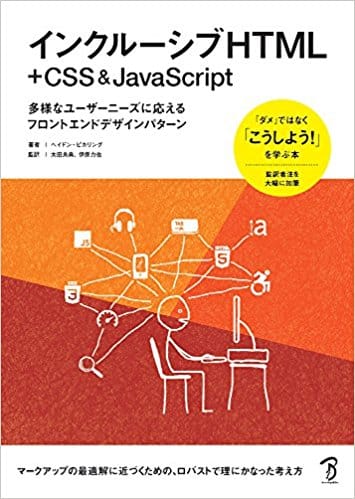 インクルーシブHTML
+CSS & JavaScript
多様なユーザーニーズに応える
フロントエンドデザインパターン
著者 ヘイドン・ピカリング
監訳 太田良典、伊原力也
「ダメ」ではなく
「こうしよう!」
を学ぶ本
監訳者注を
大幅に加筆
JS
1a
5
3
5
マークアップの最適解に近づくための、ロバストで理にかなった考え方
B